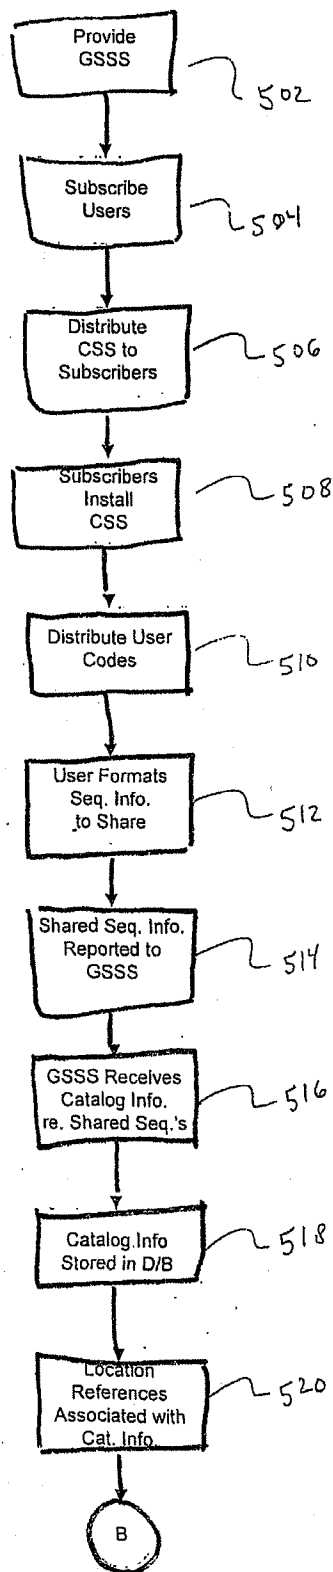 Provide
GSSS
502
Subscribe
Users
504
Distribute
CSS to
Subscribers
506
Subscribers
Install
CSS
508
Distribute User
Codes
510
User Formats
Seq. Info.
to Share
512
Shared Seq. Info.
Reported to
GSSS
514
GSSS Receives
Catalog Info.
re. Shared Seq.'s
516
Catalog Info
Stored in D/B
518
Location
References
Associated with
Cat. Info.
520
B